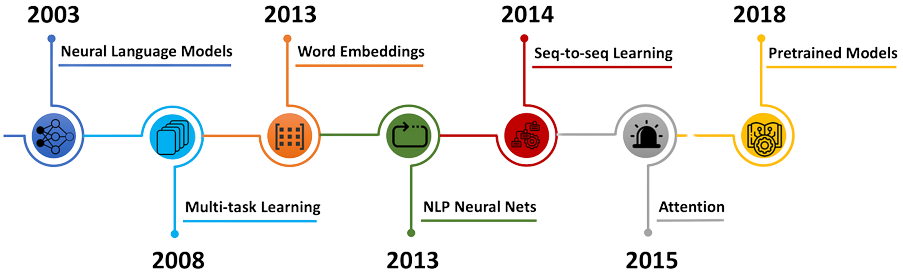 2003
2013
2014
2018
Neural Language Models
Word Embeddings
Seq-to-seq Learning
Pretrained Models
Multi-task Learning
NLP Neural Nets
Attention
2008
2013
2015